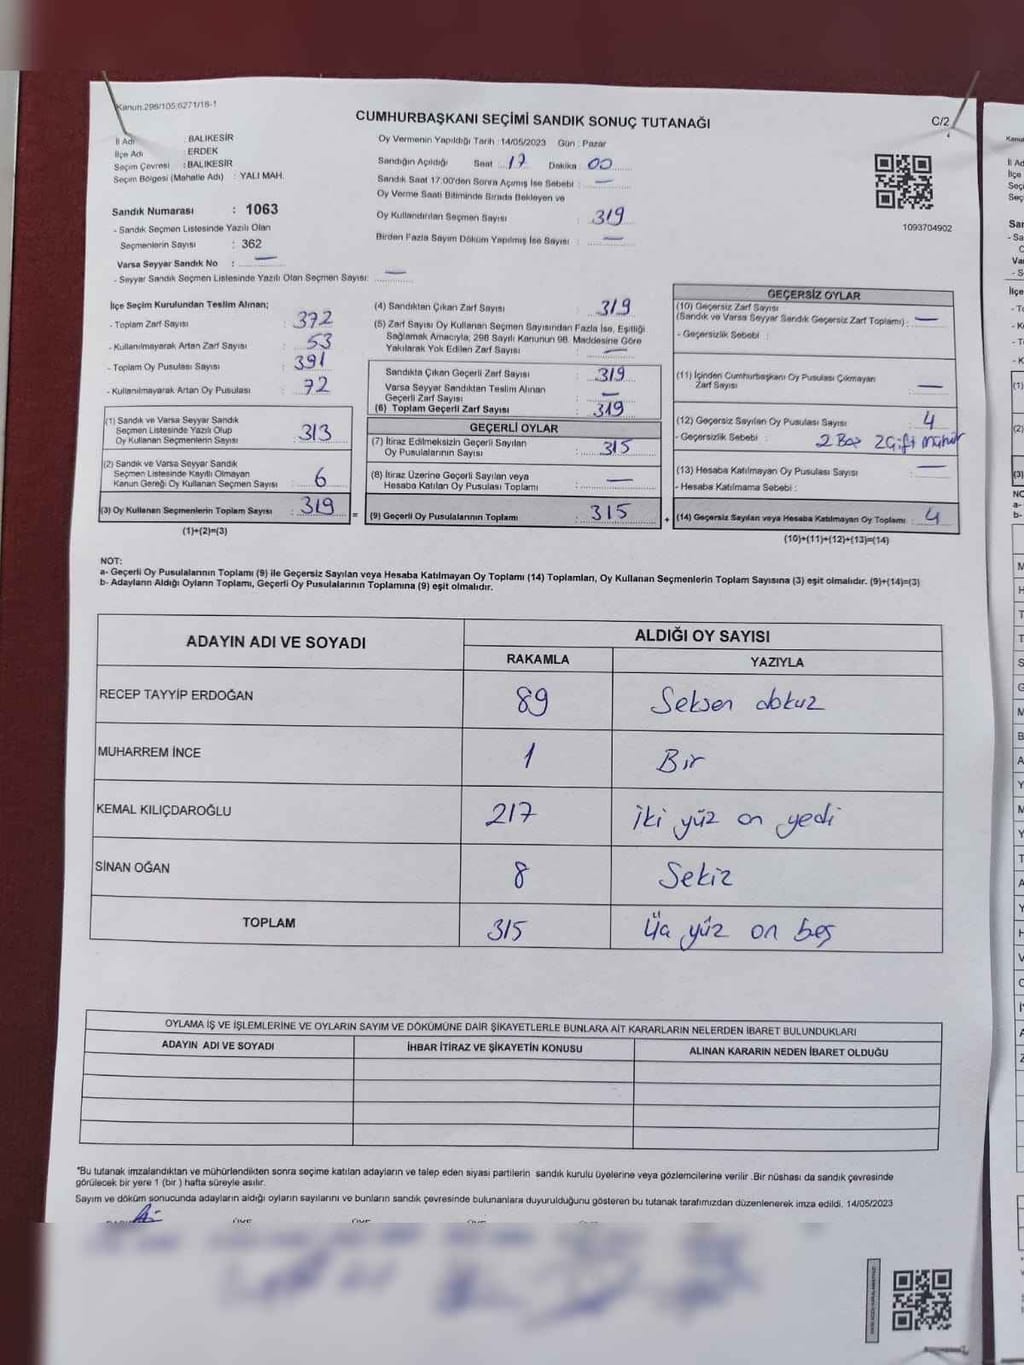 Kanun:298/105;6271/18-1
CUMHURBAŞKANI SEÇİMİ SANDIK SONUÇ TUTANAĞI
C/2
İl Adı : BALIKESİR
İlçe Adı : ERDEK
Seçim Çevresi : BALIKESİR
Seçim Bölgesi (Mahalle Adı) : YALI MAH.
Oy Vermenin Yapıldığı Tarih : 14/05/2023 Gün : Pazar
Sandığın Açıldığı Saat : 17 Dakika : 00
Sandık Saat 17.00'den Sonra Açımış İse Sebebi : —
Oy Verme Saati Bitiminde Sırada Bekleyen ve
Oy Kullandırılan Seçmen Sayısı : 319
Birden Fazla Sayım Döküm Yapılmış İse Sayısı : —
1093704902
Sandık Numarası : 1063
- Sandık Seçmen Listesinde Yazılı Olan
Seçmenlerin Sayısı : 362
Varsa Seyyar Sandık No : —
- Seyyar Sandık Seçmen Listesinde Yazılı Olan Seçmen Sayısı: —
İlçe Seçim Kurulundan Teslim Alınan;
- Toplam Zarf Sayısı : 372
- Kullanılmayarak Artan Zarf Sayısı : 53
- Toplam Oy Pusulası Sayısı : 391
- Kullanılmayarak Artan Oy Pusulası : 72
(1) Sandık ve Varsa Seyyar Sandık
Seçmen Listesinde Yazılı Olup
Oy Kullanan Seçmenlerin Sayısı : 313
(2) Sandık ve Varsa Seyyar Sandık
Seçmen Listesinde Kayıtlı Olmayan
Kanun Gereği Oy Kullanan Seçmen Sayısı : 6
(3) Oy Kullanan Seçmenlerin Toplam Sayısı : 319
(1)+(2)=(3)
(4) Sandıktan Çıkan Zarf Sayısı : 319
(5) Zarf Sayısı Oy Kullanan Seçmen Sayısından Fazla İse, Eşitliği
Sağlamak Amacıyla; 298 Sayılı Kanunun 98. Maddesine Göre
Yakılarak Yok Edilen Zarf Sayısı : —
Sandıkta Çıkan Geçerli Zarf Sayısı : 319
Varsa Seyyar Sandıktan Teslim Alınan
Geçerli Zarf Sayısı : —
(6) Toplam Geçerli Zarf Sayısı : 319
GEÇERLİ OYLAR
(7) İtiraz Edilmeksizin Geçerli Sayılan
Oy Pusulalarının Sayısı : 315
(8) İtiraz Üzerine Geçerli Sayılan veya
Hesaba Katılan Oy Pusulası Toplamı : —
= (9) Geçerli Oy Pusulalarının Toplamı : 315 +
GEÇERSİZ OYLAR
(10) Geçersiz Zarf Sayısı
(Sandık ve Varsa Seyyar Sandık Geçersiz Zarf Toplamı) : —
- Geçersizlik Sebebi :
(11) İçinden Cumhurbaşkanı Oy Pusulası Çıkmayan
Zarf Sayısı : —
(12) Geçersiz Sayılan Oy Pusulası Sayısı : 4
- Geçersizlik Sebebi : 2 Boş 2 Çift mühür
(13) Hesaba Katılmayan Oy Pusulası Sayısı : —
- Hesaba Katılmama Sebebi :
(14) Geçersiz Sayılan veya Hesaba Katılmayan Oy Toplamı : 4
(10)+(11)+(12)+(13)=(14)
NOT:
a- Geçerli Oy Pusulalarının Toplamı (9) ile Geçersiz Sayılan veya Hesaba Katılmayan Oy Toplamı (14) Toplamları, Oy Kullanan Seçmenlerin Toplam Sayısına (3) eşit olmalıdır. (9)+(14)=(3)
b- Adayların Aldığı Oyların Toplamı, Geçerli Oy Pusulalarının Toplamına (9) eşit olmalıdır.
ADAYIN ADI VE SOYADI
ALDIĞI OY SAYISI
RAKAMLA YAZIYLA
RECEP TAYYİP ERDOĞAN 89 Seksen dokuz
MUHARREM İNCE 1 Bir
KEMAL KILIÇDAROĞLU 217 iki yüz on yedi
SİNAN OĞAN 8 Sekiz
TOPLAM 315 yüz on beş
OYLAMA İŞ VE İŞLEMLERİNE VE OYLARIN SAYIM VE DÖKÜMÜNE DAİR ŞİKAYETLERLE BUNLARA AİT KARARLARIN NELERDEN İBARET BULUNDUKLARI
ADAYIN ADI VE SOYADI İHBAR İTİRAZ VE ŞİKAYETİN KONUSU ALINAN KARARIN NEDEN İBARET OLDUĞU
*Bu tutanak imzalandıktan ve mühürlendikten sonra seçime katılan adayların ve talep eden siyasi partilerin sandık kurulu üyelerine veya gözlemcilerine verilir .Bir nüshası da sandık çevresinde
görülecek bir yere 1 (bir ) hafta süreyle asılır.
Sayım ve döküm sonucunda adayların aldığı oyların sayılarını ve bunların sandık çevresinde bulunanlara duyurulduğunu gösteren bu tutanak tarafımızdan düzenlenerek imza edildi. 14/05/2023